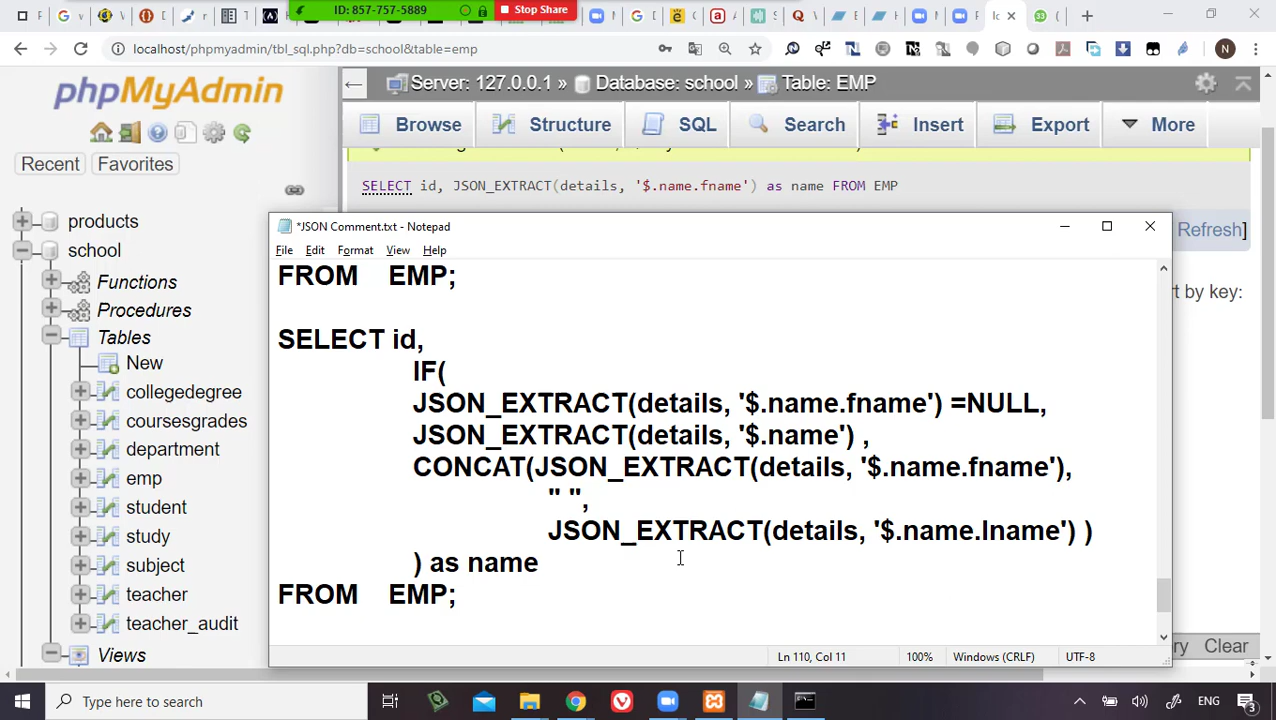 ID: 857-757-5889
Stop Share
localhost/phpmyadmin/tbl_sql.php?db=school&table=emp
N
phpMyAdmin
Server: 127.0.0.1 » Database: school » Table: EMP
Browse Structure SQL Search Insert Export More
Recent Favorites
SELECT id, JSON_EXTRACT(details, '$.name.fname') as name FROM EMP
Refresh]
t by key:
products
school
Functions
Procedures
Tables
New
collegedegree
coursesgrades
department
emp
student
study
subject
teacher
teacher_audit
Views
*JSON Comment.txt - Notepad
File Edit Format View Help
FROM EMP;
SELECT id,
IF(
JSON_EXTRACT(details, '$.name.fname') =NULL,
JSON_EXTRACT(details, '$.name') ,
CONCAT(JSON_EXTRACT(details, '$.name.fname'),
" ",
JSON_EXTRACT(details, '$.name.lname') )
) as name
FROM EMP;
Ln 110, Col 11 100% Windows (CRLF) UTF-8
ry Clear
Type here to search
ENG
3